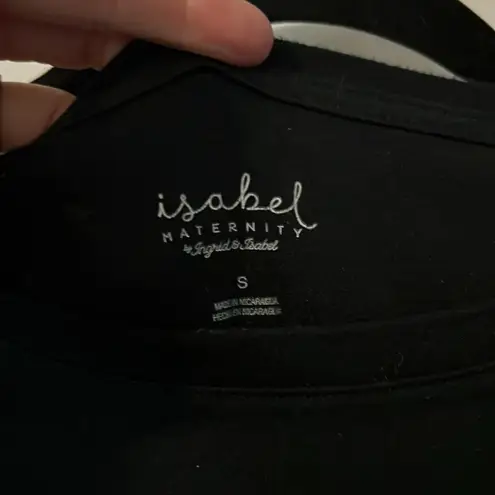 isabel
MATERNITY
by Ingrid & Isabel
S
MADE IN NICARAGUA
HECHO EN NICARAGUA